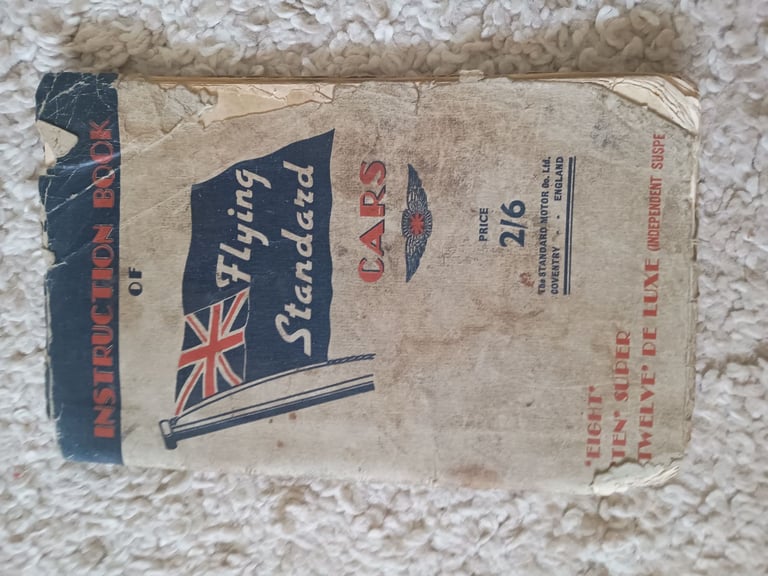 INSTRUCTION BOOK
OF
Flying
Standard
CARS
PRICE
2/6
The STANDARD MOTOR Co. Ltd.
COVENTRY - - ENGLAND
"EIGHT"
"TEN" SUPER
TWELVE" DE LUXE (INDEPENDENT SUSPE